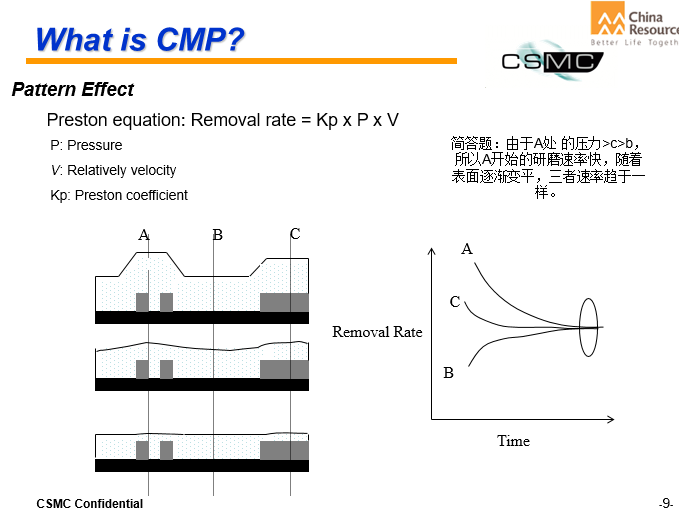 What is CMP?
China
Resource
Better Life Togeth
CSMC
Pattern Effect
Preston equation: Removal rate = Kp x P x V
P: Pressure
V: Relatively velocity
Kp: Preston coefficient
简答题：由于A处 的压力>c>b，
所以A开始的研磨速率快，随着
表面逐渐变平，三者速率趋于一
样。
A B C
A
C
Removal Rate
B
Time
CSMC Confidential
-9-